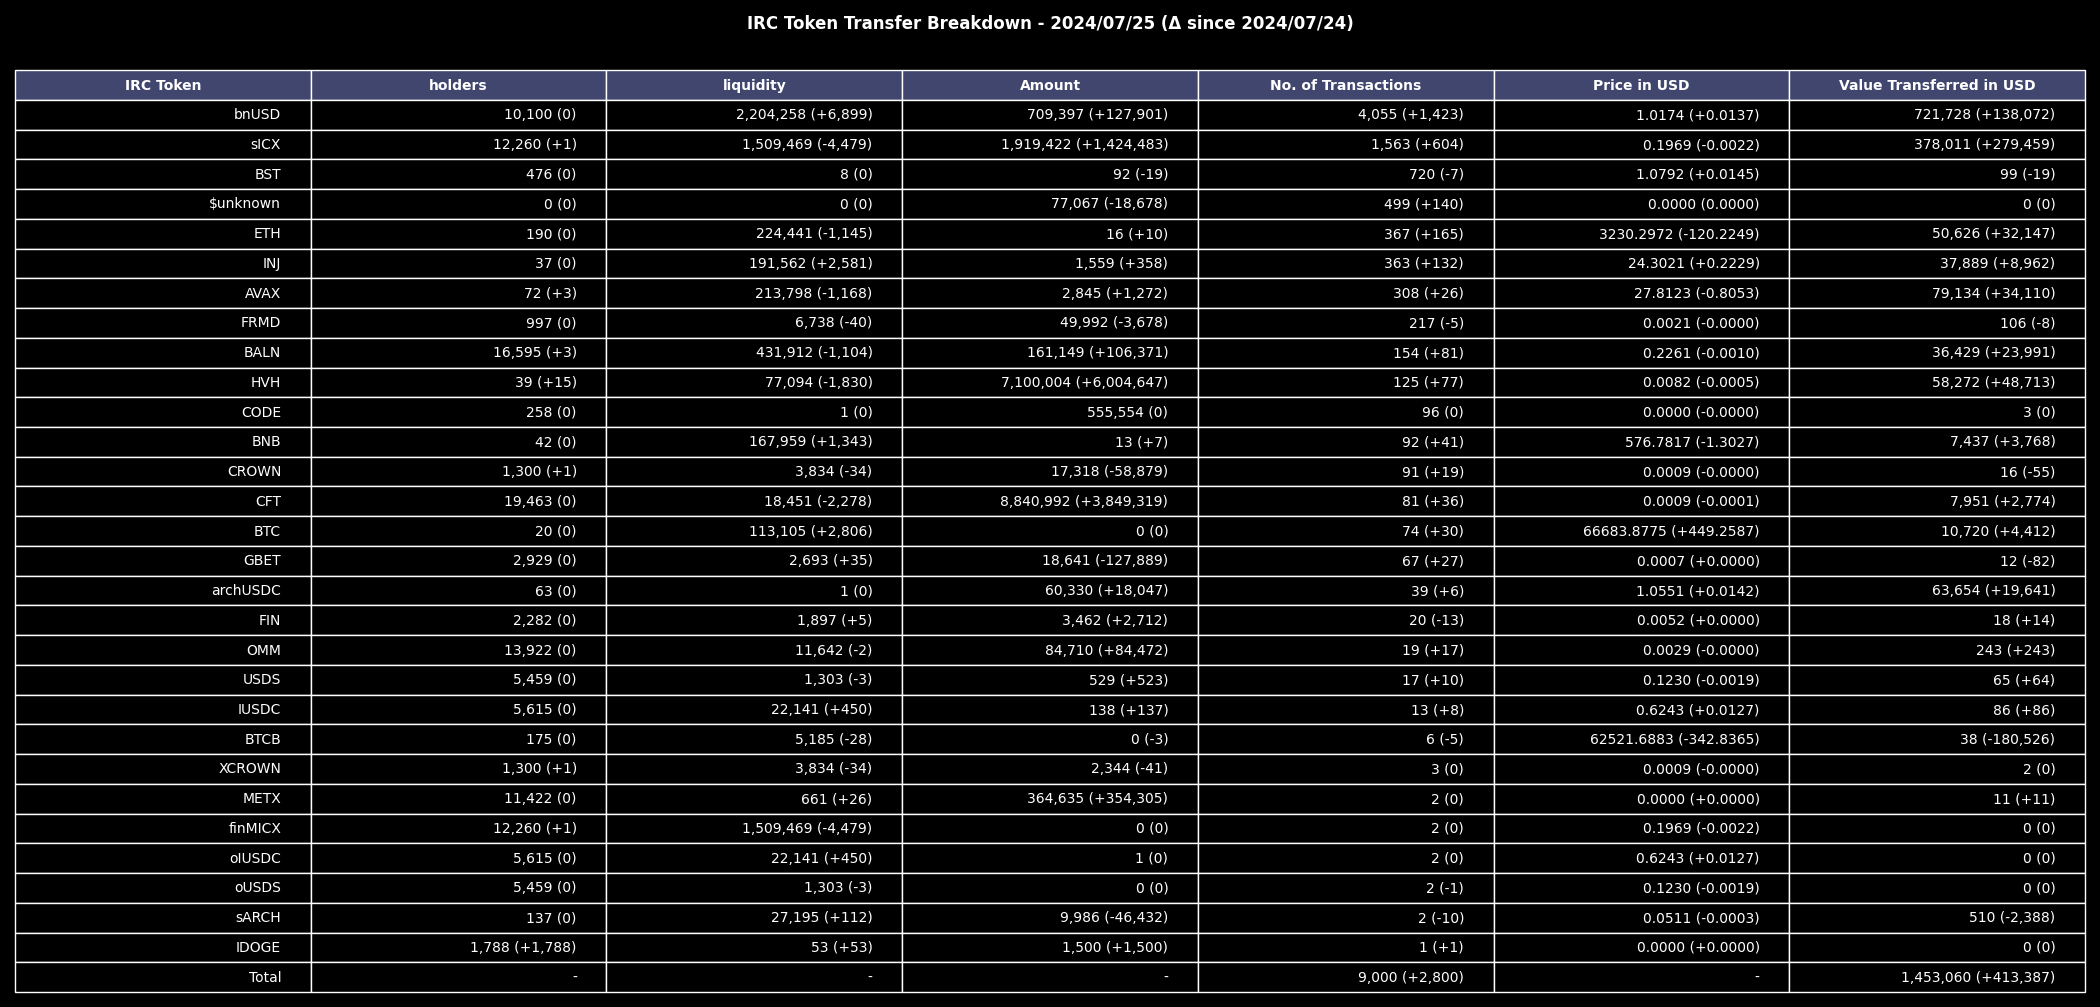 IRC Token Transfer Breakdown - 2024/07/25 (Δ since 2024/07/24)
IRC Token holders liquidity Amount No. of Transactions Price in USD Value Transferred in USD
bnUSD 10,100 (0) 2,204,258 (+6,899) 709,397 (+127,901) 4,055 (+1,423) 1.0174 (+0.0137) 721,728 (+138,072)
sICX 12,260 (+1) 1,509,469 (-4,479) 1,919,422 (+1,424,483) 1,563 (+604) 0.1969 (-0.0022) 378,011 (+279,459)
BST 476 (0) 8 (0) 92 (-19) 720 (-7) 1.0792 (+0.0145) 99 (-19)
$unknown 0 (0) 0 (0) 77,067 (-18,678) 499 (+140) 0.0000 (0.0000) 0 (0)
ETH 190 (0) 224,441 (-1,145) 16 (+10) 367 (+165) 3230.2972 (-120.2249) 50,626 (+32,147)
INJ 37 (0) 191,562 (+2,581) 1,559 (+358) 363 (+132) 24.3021 (+0.2229) 37,889 (+8,962)
AVAX 72 (+3) 213,798 (-1,168) 2,845 (+1,272) 308 (+26) 27.8123 (-0.8053) 79,134 (+34,110)
FRMD 997 (0) 6,738 (-40) 49,992 (-3,678) 217 (-5) 0.0021 (-0.0000) 106 (-8)
BALN 16,595 (+3) 431,912 (-1,104) 161,149 (+106,371) 154 (+81) 0.2261 (-0.0010) 36,429 (+23,991)
HVH 39 (+15) 77,094 (-1,830) 7,100,004 (+6,004,647) 125 (+77) 0.0082 (-0.0005) 58,272 (+48,713)
CODE 258 (0) 1 (0) 555,554 (0) 96 (0) 0.0000 (-0.0000) 3 (0)
BNB 42 (0) 167,959 (+1,343) 13 (+7) 92 (+41) 576.7817 (-1.3027) 7,437 (+3,768)
CROWN 1,300 (+1) 3,834 (-34) 17,318 (-58,879) 91 (+19) 0.0009 (-0.0000) 16 (-55)
CFT 19,463 (0) 18,451 (-2,278) 8,840,992 (+3,849,319) 81 (+36) 0.0009 (-0.0001) 7,951 (+2,774)
BTC 20 (0) 113,105 (+2,806) 0 (0) 74 (+30) 66683.8775 (+449.2587) 10,720 (+4,412)
GBET 2,929 (0) 2,693 (+35) 18,641 (-127,889) 67 (+27) 0.0007 (+0.0000) 12 (-82)
archUSDC 63 (0) 1 (0) 60,330 (+18,047) 39 (+6) 1.0551 (+0.0142) 63,654 (+19,641)
FIN 2,282 (0) 1,897 (+5) 3,462 (+2,712) 20 (-13) 0.0052 (+0.0000) 18 (+14)
OMM 13,922 (0) 11,642 (-2) 84,710 (+84,472) 19 (+17) 0.0029 (-0.0000) 243 (+243)
USDS 5,459 (0) 1,303 (-3) 529 (+523) 17 (+10) 0.1230 (-0.0019) 65 (+64)
IUSDC 5,615 (0) 22,141 (+450) 138 (+137) 13 (+8) 0.6243 (+0.0127) 86 (+86)
BTCB 175 (0) 5,185 (-28) 0 (-3) 6 (-5) 62521.6883 (-342.8365) 38 (-180,526)
XCROWN 1,300 (+1) 3,834 (-34) 2,344 (-41) 3 (0) 0.0009 (-0.0000) 2 (0)
METX 11,422 (0) 661 (+26) 364,635 (+354,305) 2 (0) 0.0000 (+0.0000) 11 (+11)
finMICX 12,260 (+1) 1,509,469 (-4,479) 0 (0) 2 (0) 0.1969 (-0.0022) 0 (0)
oIUSDC 5,615 (0) 22,141 (+450) 1 (0) 2 (0) 0.6243 (+0.0127) 0 (0)
oUSDS 5,459 (0) 1,303 (-3) 0 (0) 2 (-1) 0.1230 (-0.0019) 0 (0)
sARCH 137 (0) 27,195 (+112) 9,986 (-46,432) 2 (-10) 0.0511 (-0.0003) 510 (-2,388)
IDOGE 1,788 (+1,788) 53 (+53) 1,500 (+1,500) 1 (+1) 0.0000 (+0.0000) 0 (0)
Total - - - 9,000 (+2,800) - 1,453,060 (+413,387)